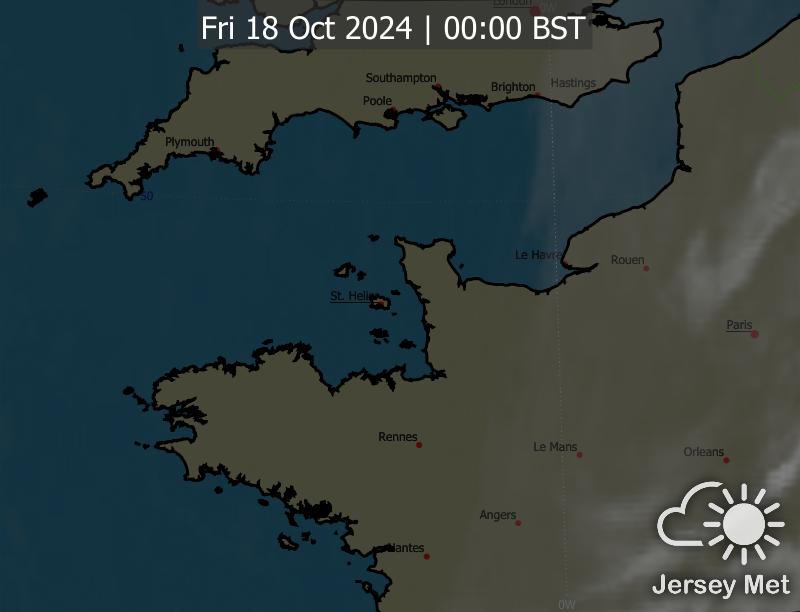 London
0W
Fri 18 Oct 2024 | 00:00 BST
Southampton
Brighton
Hastings
Poole
Plymouth
50
Le Havre
Rouen
St. Helier
Paris
Rennes
Le Mans
Orleans
Angers
Nantes
0W
Jersey Met